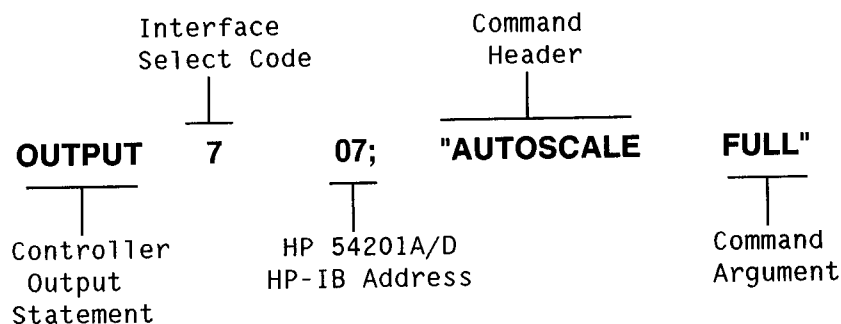 Interface
Select Code
Command
Header
OUTPUT 7 07; "AUTOSCALE FULL"
Controller
Output
Statement
HP 54201A/D
HP-IB Address
Command
Argument